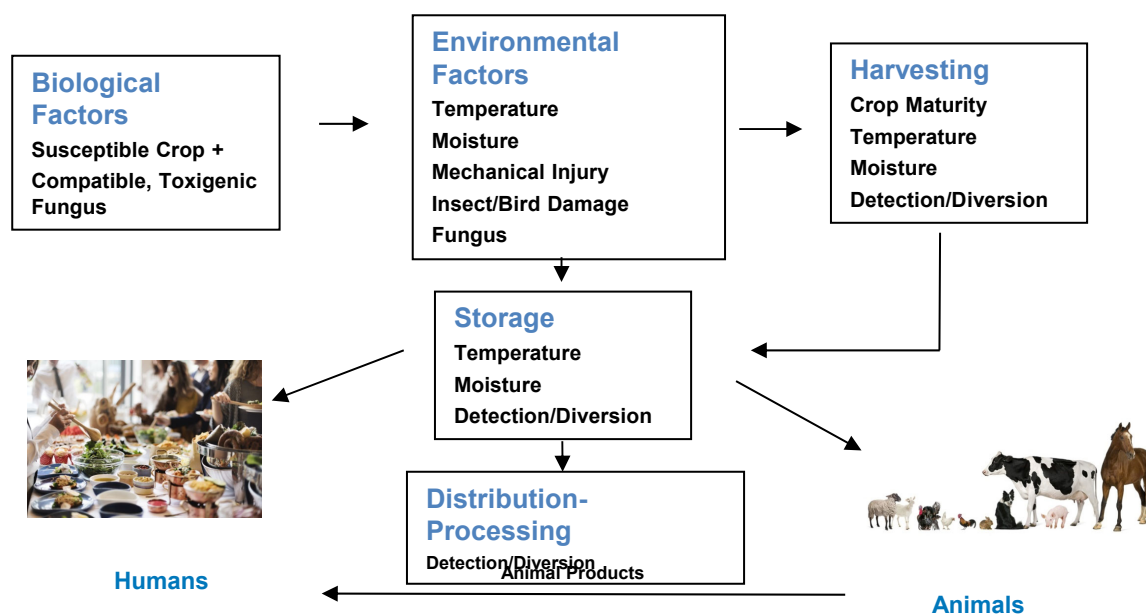 Biological
Factors
Susceptible Crop +
Compatible, Toxigenic
Fungus
Environmental
Factors
Temperature
Moisture
Mechanical Injury
Insect/Bird Damage
Fungus
Harvesting
Crop Maturity
Temperature
Moisture
Detection/Diversion
Storage
Temperature
Moisture
Detection/Diversion
Distribution-
Processing
Detection/Diversion
Animal Products
Humans
Animals